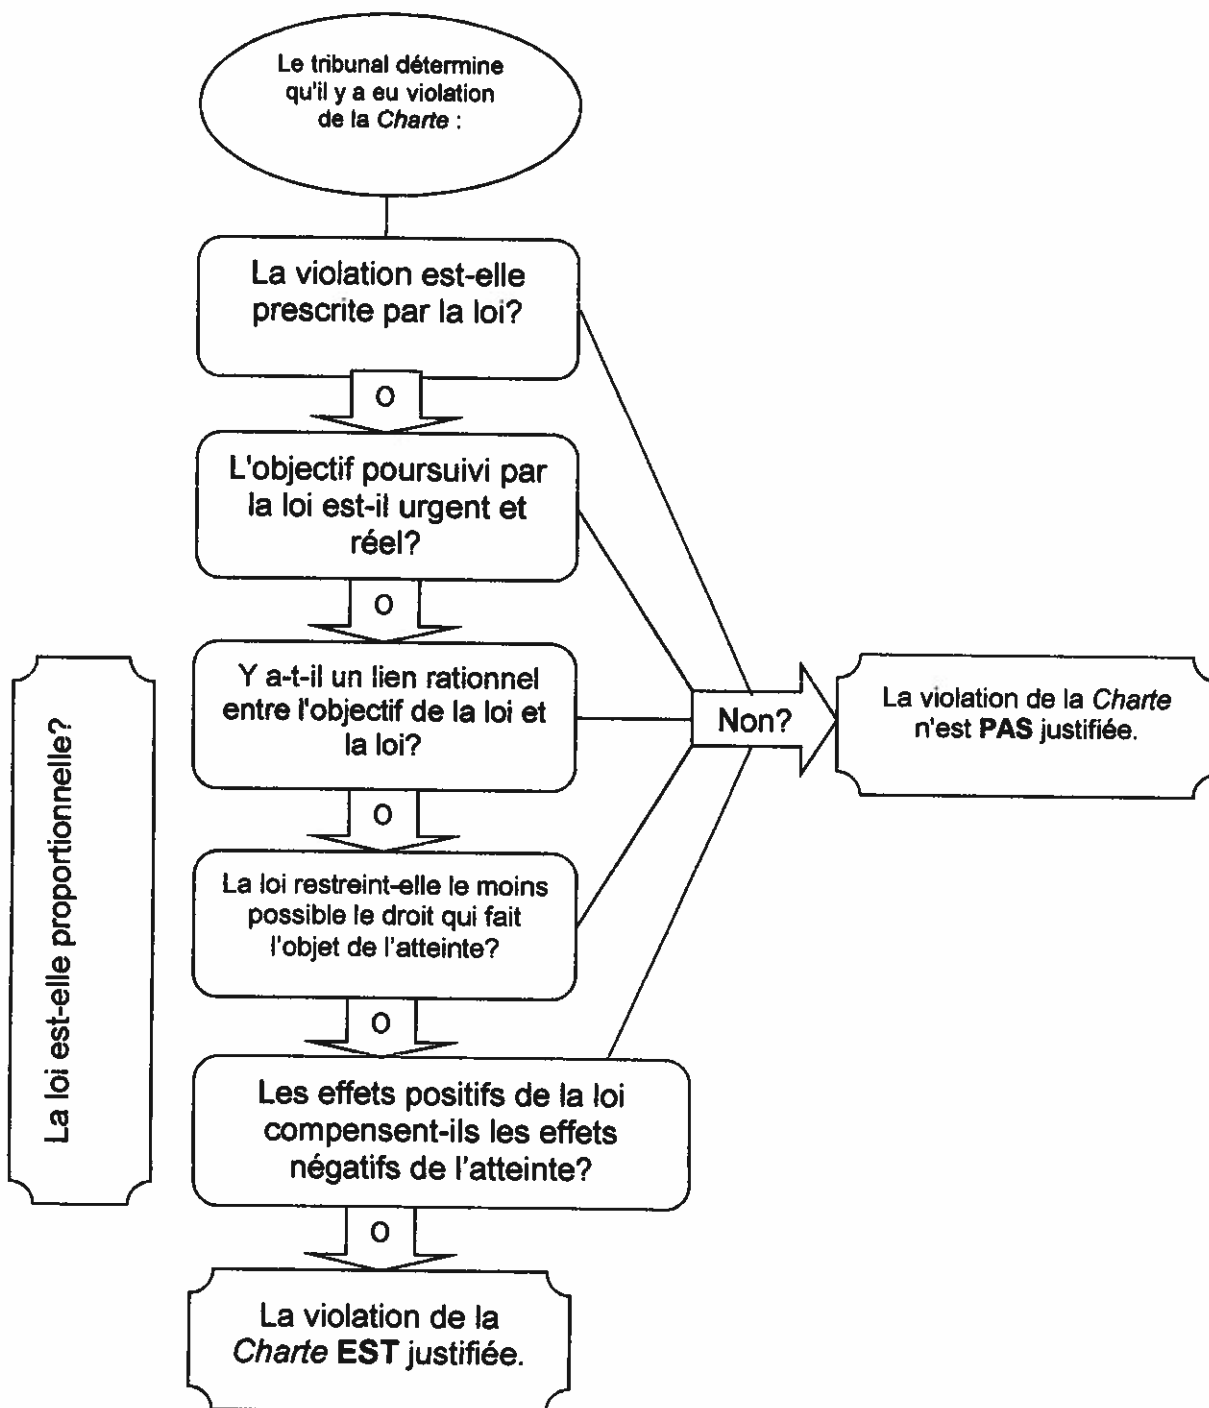 Le tribunal détermine
qu'il y a eu violation
de la Charte :
La violation est-elle
prescrite par la loi?
O
L'objectif poursuivi par
la loi est-il urgent et
réel?
O
Y a-t-il un lien rationnel
entre l'objectif de la loi et
la loi?
O
La loi restreint-elle le moins
possible le droit qui fait
l'objet de l'atteinte?
O
Les effets positifs de la loi
compensent-ils les effets
négatifs de l'atteinte?
O
La violation de la
Charte EST justifiée.
La loi est-elle proportionnelle?
Non?
La violation de la Charte
n'est PAS justifiée.